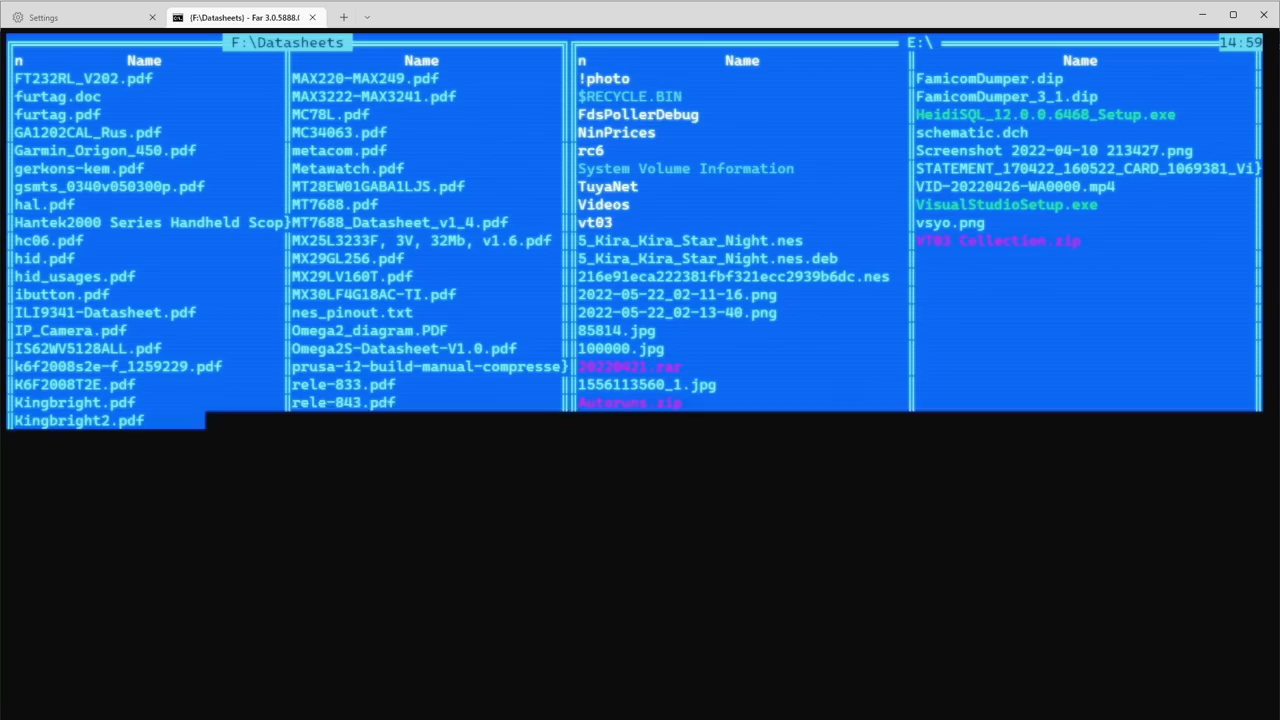 Settings
{F:\Datasheets} - Far 3.0.5888.
F:\Datasheets
n Name
FT232RL_V202.pdf
furtag.doc
furtag.pdf
GA1202CAL_Rus.pdf
Garmin_Origon_450.pdf
gerkons-kem.pdf
gsmts_0340v050300p.pdf
hal.pdf
Hantek2000 Series Handheld Scop}
hc06.pdf
hid.pdf
hid_usages.pdf
ibutton.pdf
ILI9341-Datasheet.pdf
IP_Camera.pdf
IS62WV5128ALL.pdf
k6f2008s2e-f_1259229.pdf
K6F2008T2E.pdf
Kingbright.pdf
Kingbright2.pdf
Name
MAX220-MAX249.pdf
MAX3222-MAX3241.pdf
MC78L.pdf
MC34063.pdf
metacom.pdf
Metawatch.pdf
MT28EW01GABA1LJS.pdf
MT7688.pdf
MT7688_Datasheet_v1_4.pdf
MX25L3233F, 3V, 32Mb, v1.6.pdf
MX29GL256.pdf
MX29LV160T.pdf
MX30LF4G18AC-TI.pdf
nes_pinout.txt
Omega2_diagram.PDF
Omega2S-Datasheet-V1.0.pdf
prusa-i2-build-manual-compresse}
rele-833.pdf
rele-843.pdf
E:\
14:59
n Name
!photo
$RECYCLE.BIN
FdsPollerDebug
NinPrices
rc6
System Volume Information
TuyaNet
Videos
vt03
5_Kira_Kira_Star_Night.nes
5_Kira_Kira_Star_Night.nes.deb
216e91eca222381fbf321ecc2939b6dc.nes
2022-05-22_02-11-16.png
2022-05-22_02-13-40.png
85814.jpg
100000.jpg
20220421.rar
1556113560_1.jpg
Autoruns.zip
Name
FamicomDumper.dip
FamicomDumper_3_1.dip
HeidiSQL_12.0.0.6468_Setup.exe
schematic.dch
Screenshot 2022-04-10 213427.png
STATEMENT_170422_160522_CARD_1069381_Vi}
VID-20220426-WA0000.mp4
VisualStudioSetup.exe
vsyo.png
VT03 Collection.zip